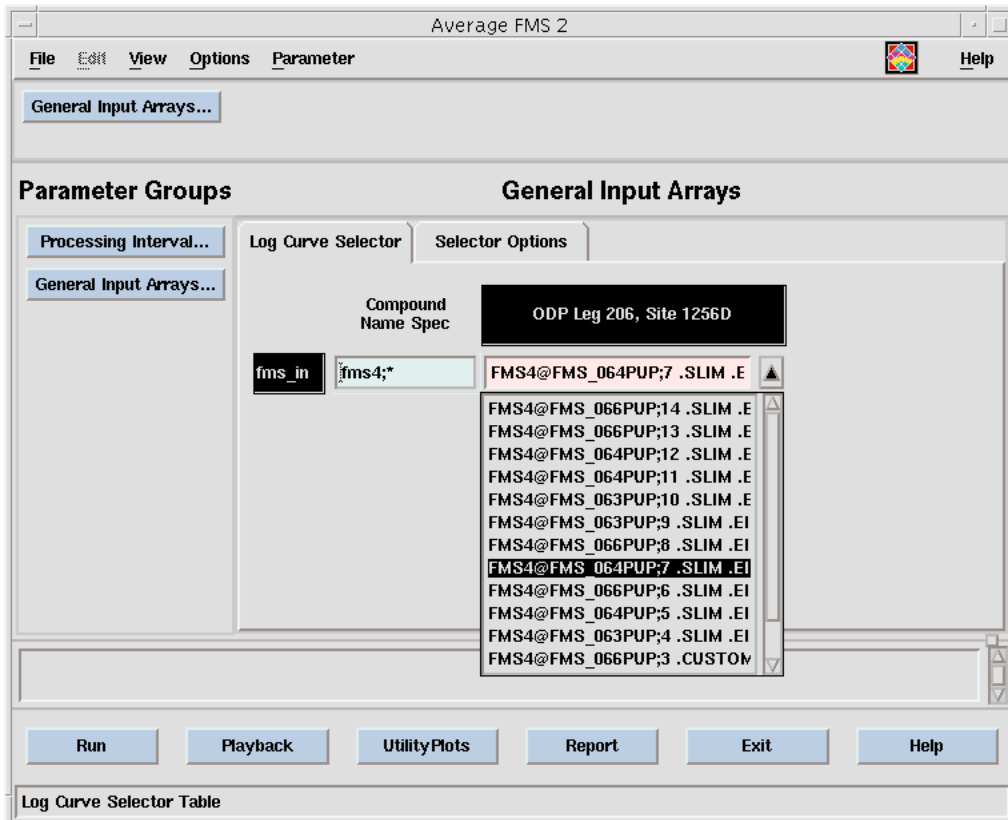 Average FMS 2
File Edit View Options Parameter Help
General Input Arrays...
Parameter Groups
General Input Arrays
Processing Interval...
General Input Arrays...
Log Curve Selector
Selector Options
Compound
Name Spec
ODP Leg 206, Site 1256D
fms_in
fms4;*
FMS4@FMS_064PUP;7 .SLIM .E
FMS4@FMS_066PUP;14 .SLIM .E
FMS4@FMS_066PUP;13 .SLIM .E
FMS4@FMS_064PUP;12 .SLIM .E
FMS4@FMS_064PUP;11 .SLIM .E
FMS4@FMS_063PUP;10 .SLIM .E
FMS4@FMS_063PUP;9 .SLIM .EI
FMS4@FMS_066PUP;8 .SLIM .EI
FMS4@FMS_064PUP;7 .SLIM .EI
FMS4@FMS_066PUP;6 .SLIM .EI
FMS4@FMS_064PUP;5 .SLIM .EI
FMS4@FMS_063PUP;4 .SLIM .EI
FMS4@FMS_066PUP;3 .CUSTOM
Run Playback UtilityPlots Report Exit Help
Log Curve Selector Table